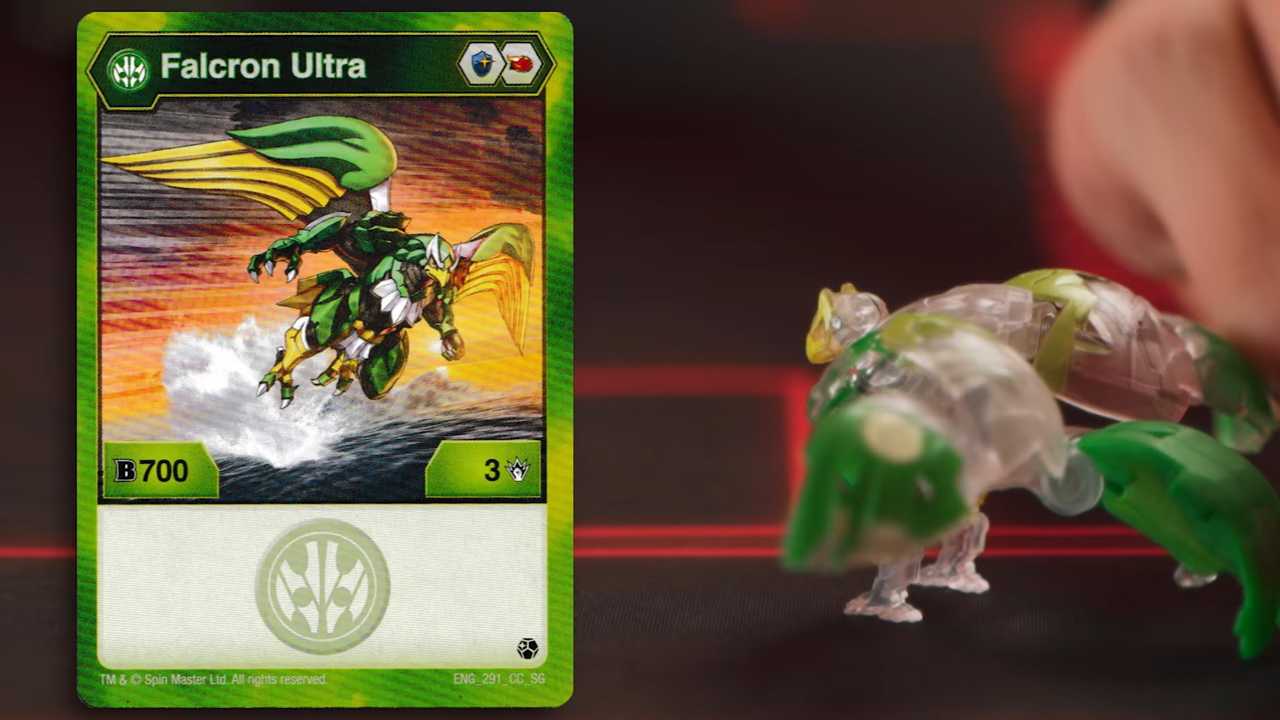 Falcron Ultra
B700
3
TM & © Spin Master Ltd. All rights reserved.
ENG_291_CC_SG